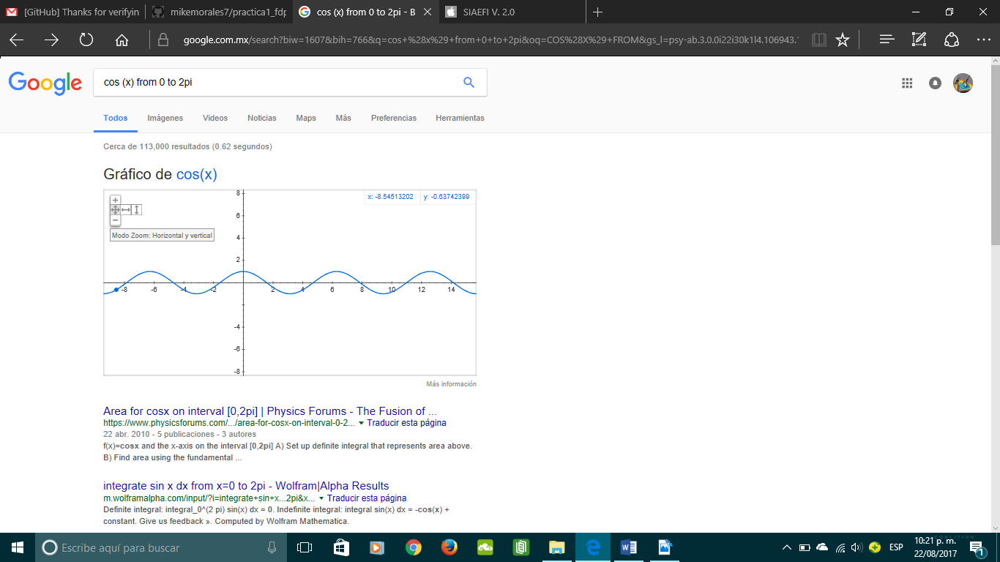 [GitHub] Thanks for verifyin
mikemorales7/practica1_fdp
cos (x) from 0 to 2pi - B
SIAEFI V. 2.0
google.com.mx/search?biw=1607&bih=766&q=cos+%28x%29+from+0+to+2pi&oq=COS%28X%29+FROM&gs_l=psy-ab.3.0.0i22i30k1l4.106943.
Google
cos (x) from 0 to 2pi
Todos Imágenes Videos Noticias Maps Más Preferencias Herramientas
Cerca de 113,000 resultados (0.62 segundos)
Gráfico de cos(x)
x: -8.54513202 y: -0.63742399
Modo Zoom: Horizontal y vertical
8
6
4
2
-8 -6 -4 -2 2 4 6 8 10 12 14
-4
-6
-8
Más información
Area for cosx on interval [0,2pi] | Physics Forums - The Fusion of ...
https://www.physicsforums.com/.../area-for-cosx-on-interval-0-2... Traducir esta página
22 abr. 2010 - 5 publicaciones - 3 autores
f(x)=cosx and the x-axis on the interval [0,2pi] A) Set up definite integral that represents area above.
B) Find area using the fundamental ...
integrate sin x dx from x=0 to 2pi - Wolfram|Alpha Results
m.wolframalpha.com/input/?i=integrate+sin+x...2pi&x... Traducir esta página
Definite integral: integral_0^(2 pi) sin(x) dx = 0. Indefinite integral: integral sin(x) dx = -cos(x) +
constant. Give us feedback ». Computed by Wolfram Mathematica.
Escribe aquí para buscar
ESP
10:21 p. m.
22/08/2017
1